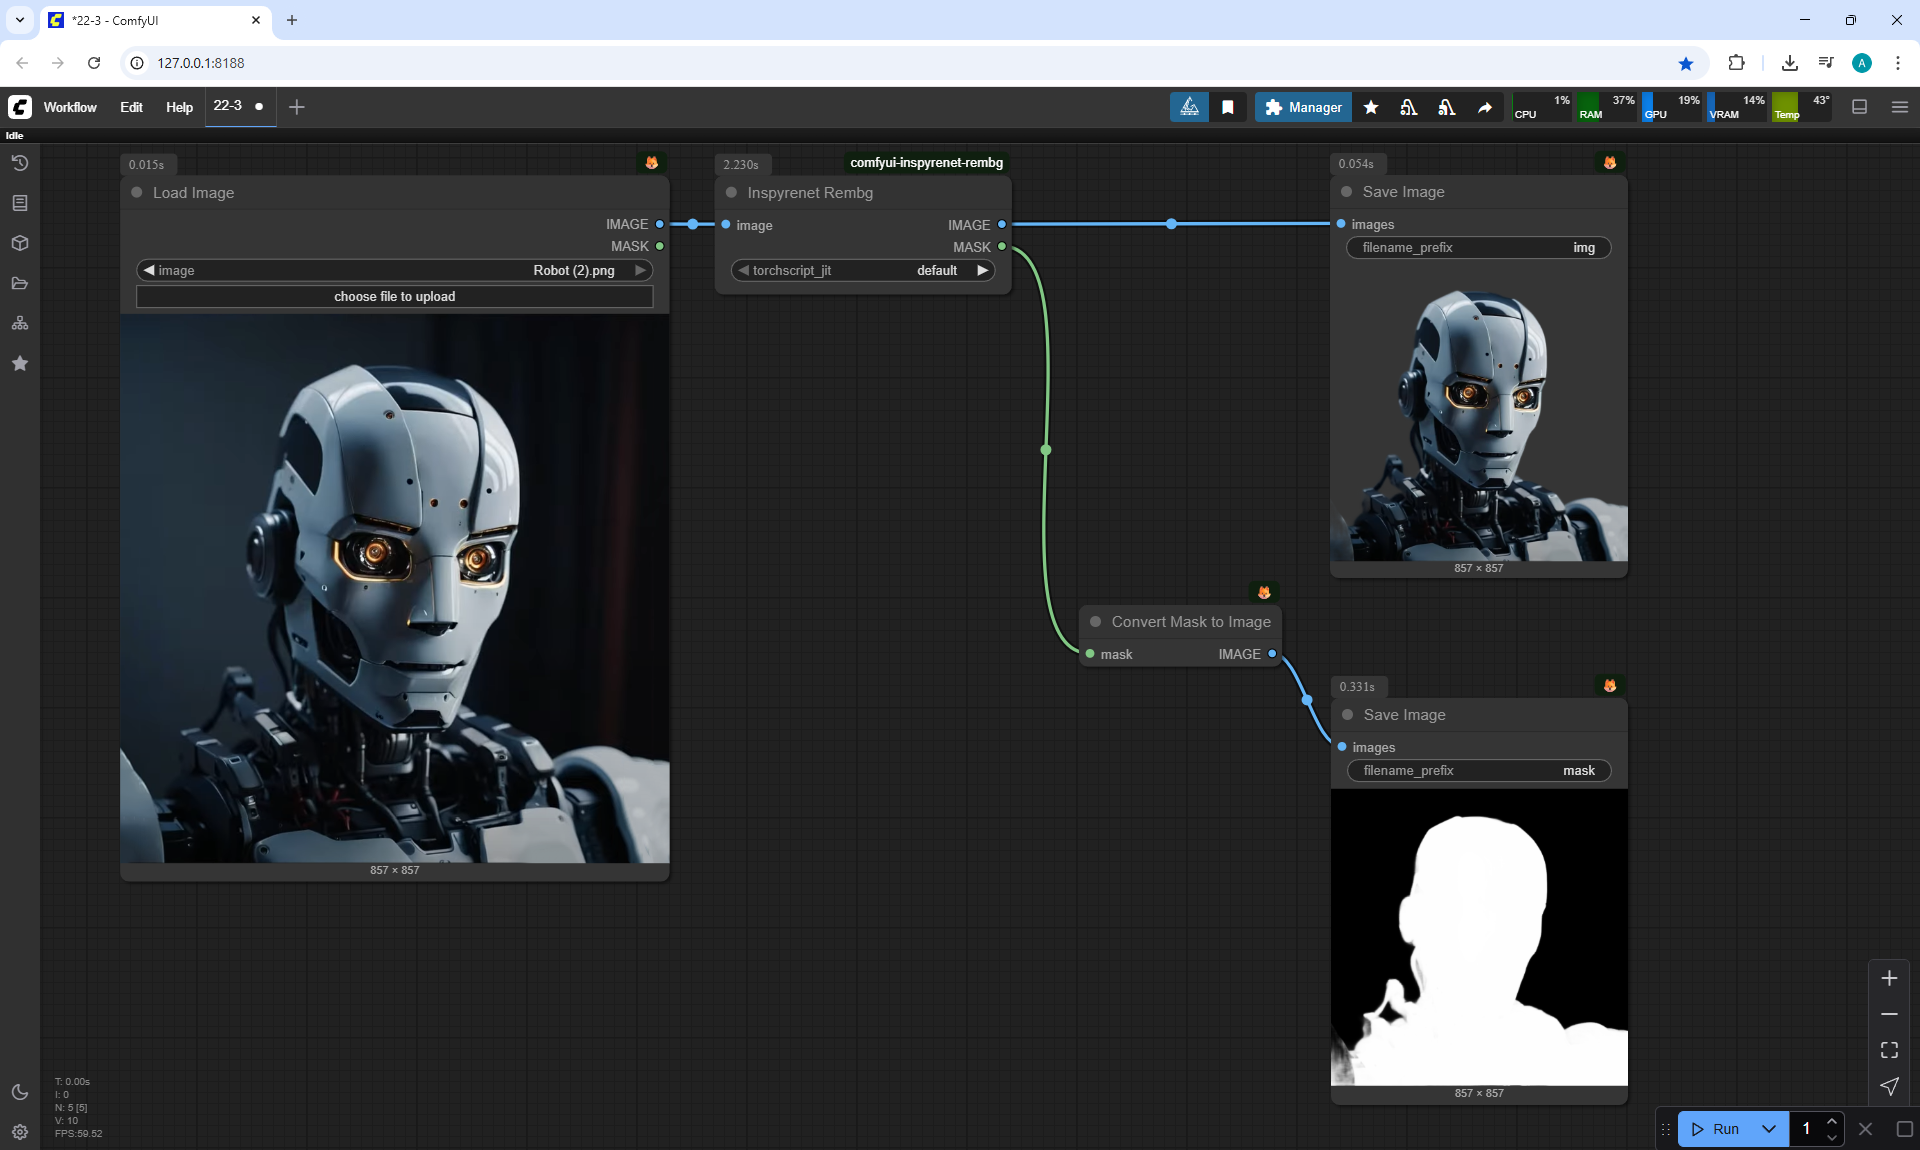 *22-3 - ComfyUI
127.0.0.1:8188
A
Workflow Edit Help 22-3
Manager
CPU 1% RAM 37% GPU 19% VRAM 14% Temp 43°
Idle
0.015s
Load Image
IMAGE
MASK
image Robot (2).png
choose file to upload
857 × 857
2.230s comfyui-inspyrenet-rembg
Inspyrenet Rembg
image IMAGE
MASK
torchscript_jit default
0.054s
Save Image
images
filename_prefix img
857 × 857
Convert Mask to Image
mask IMAGE
0.331s
Save Image
images
filename_prefix mask
857 × 857
T: 0.00s
I: 0
N: 5 [5]
V: 10
FPS:59.52
Run 1